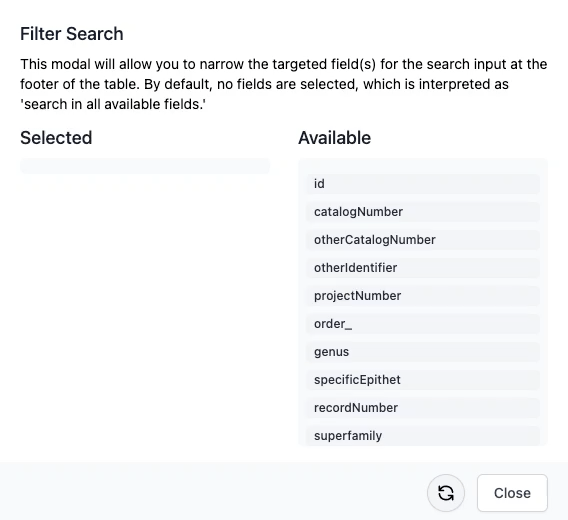 Filter Search
This modal will allow you to narrow the targeted field(s) for the search input at the
footer of the table. By default, no fields are selected, which is interpreted as
'search in all available fields.'
Selected
Available
id
catalogNumber
otherCatalogNumber
otherIdentifier
projectNumber
order_
genus
specificEpithet
recordNumber
superfamily
Close